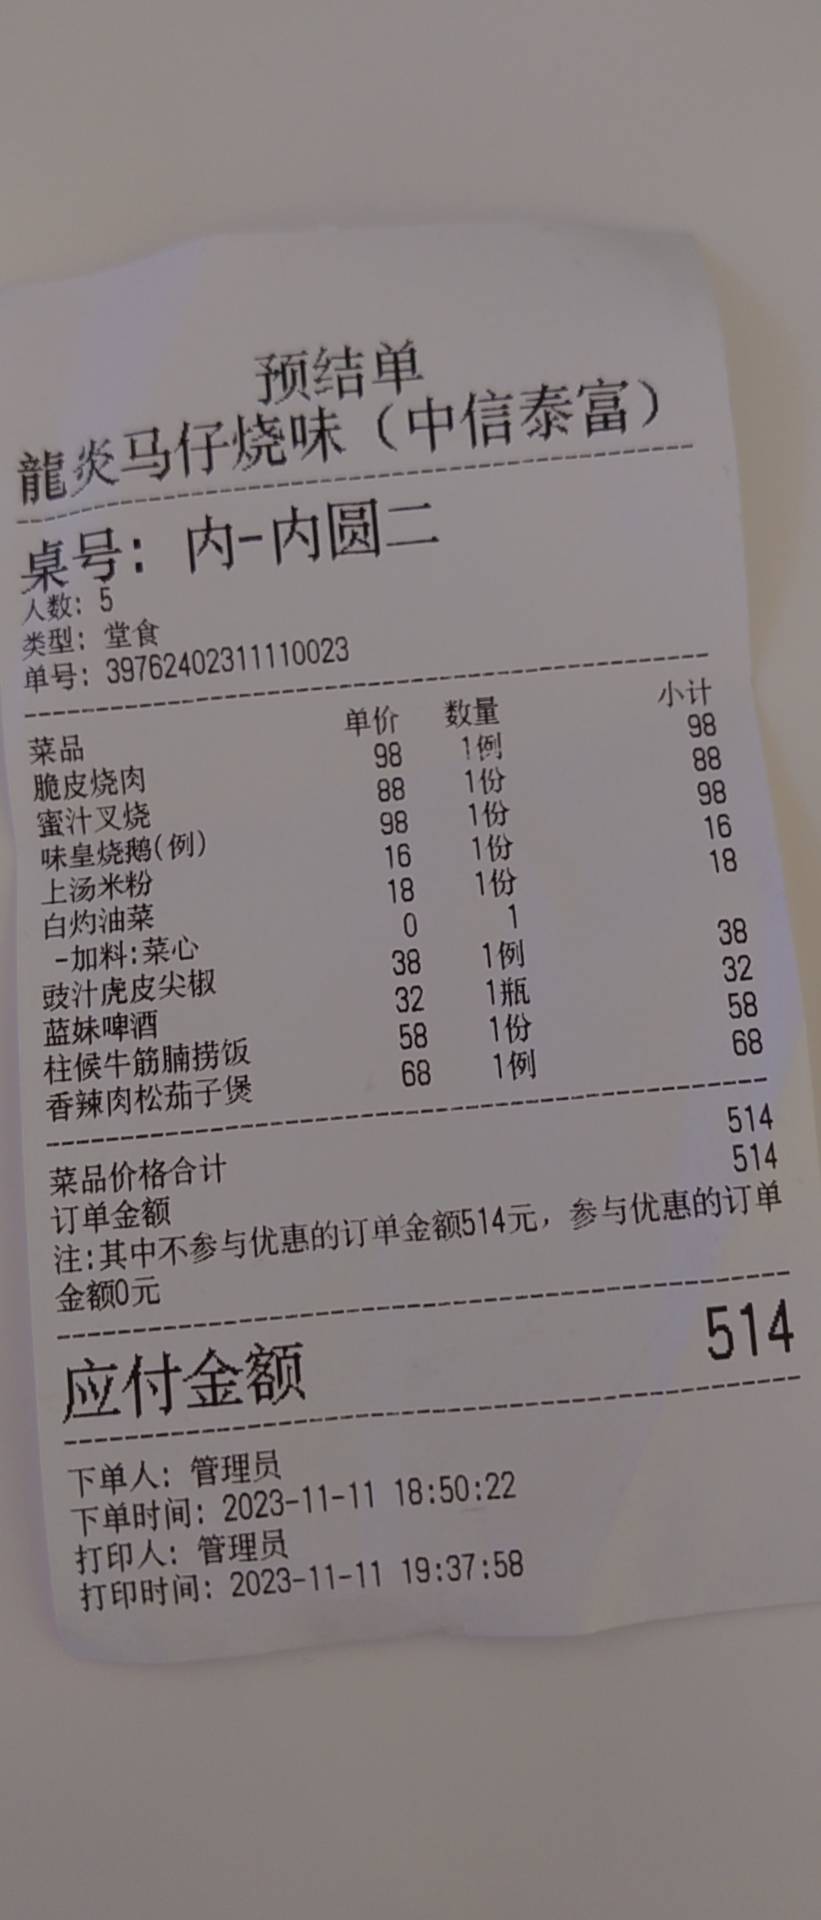 预结单
龍炎马仔烧味（中信泰富）
桌号: 内-内圆二
人数: 5
类型: 堂食
单号: 39762402311110023
菜品 单价 数量 小计
脆皮烧肉 98 1例 98
蜜汁叉烧 88 1份 88
味皇烧鹅(例) 98 1份 98
上汤米粉 16 1份 16
白灼油菜 18 1份 18
-加料:菜心 0 1
豉汁虎皮尖椒 38 1例 38
蓝妹啤酒 32 1瓶 32
柱候牛筋腩捞饭 58 1份 58
香辣肉松茄子煲 68 1例 68
菜品价格合计 514
订单金额 514
注:其中不参与优惠的订单金额514元, 参与优惠的订单
金额0元
应付金额 514
下单人: 管理员
下单时间: 2023-11-11 18:50:22
打印人: 管理员
打印时间: 2023-11-11 19:37:58